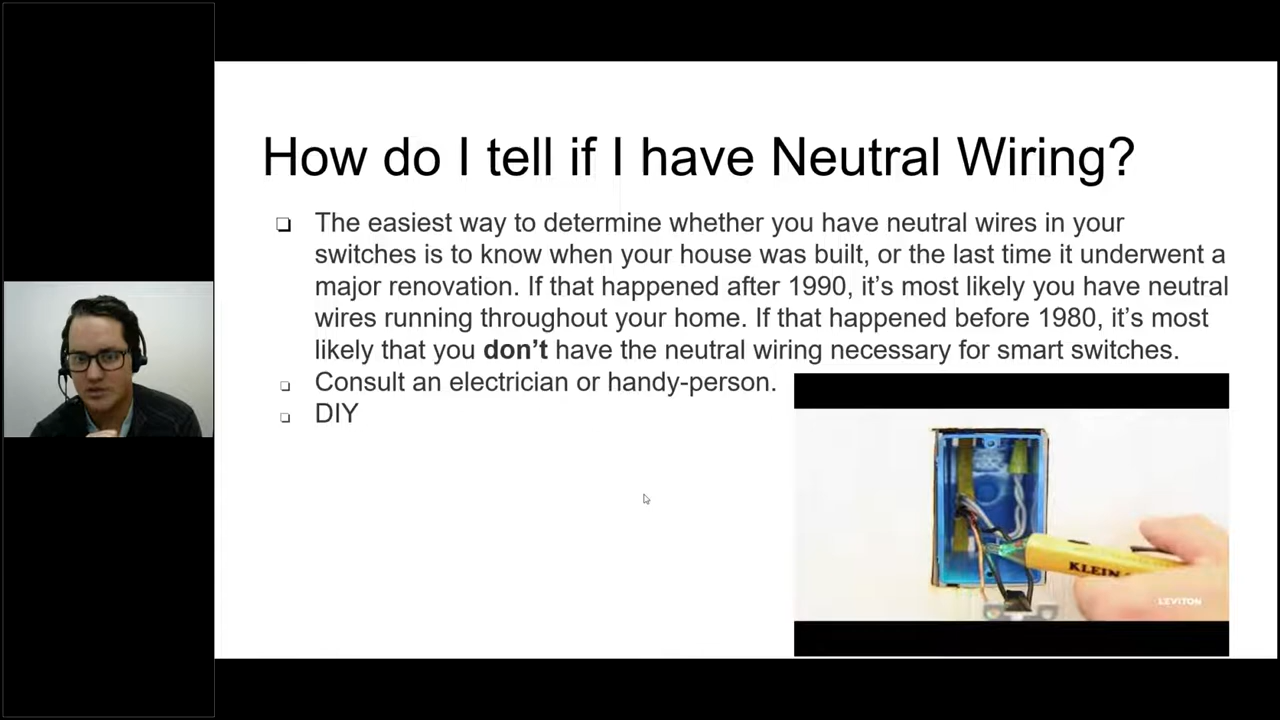 How do I tell if I have Neutral Wiring?
The easiest way to determine whether you have neutral wires in your
switches is to know when your house was built, or the last time it underwent a
major renovation. If that happened after 1990, it’s most likely you have neutral
wires running throughout your home. If that happened before 1980, it’s most
likely that you don’t have the neutral wiring necessary for smart switches.
Consult an electrician or handy-person.
DIY
KLEIN
LEVITON